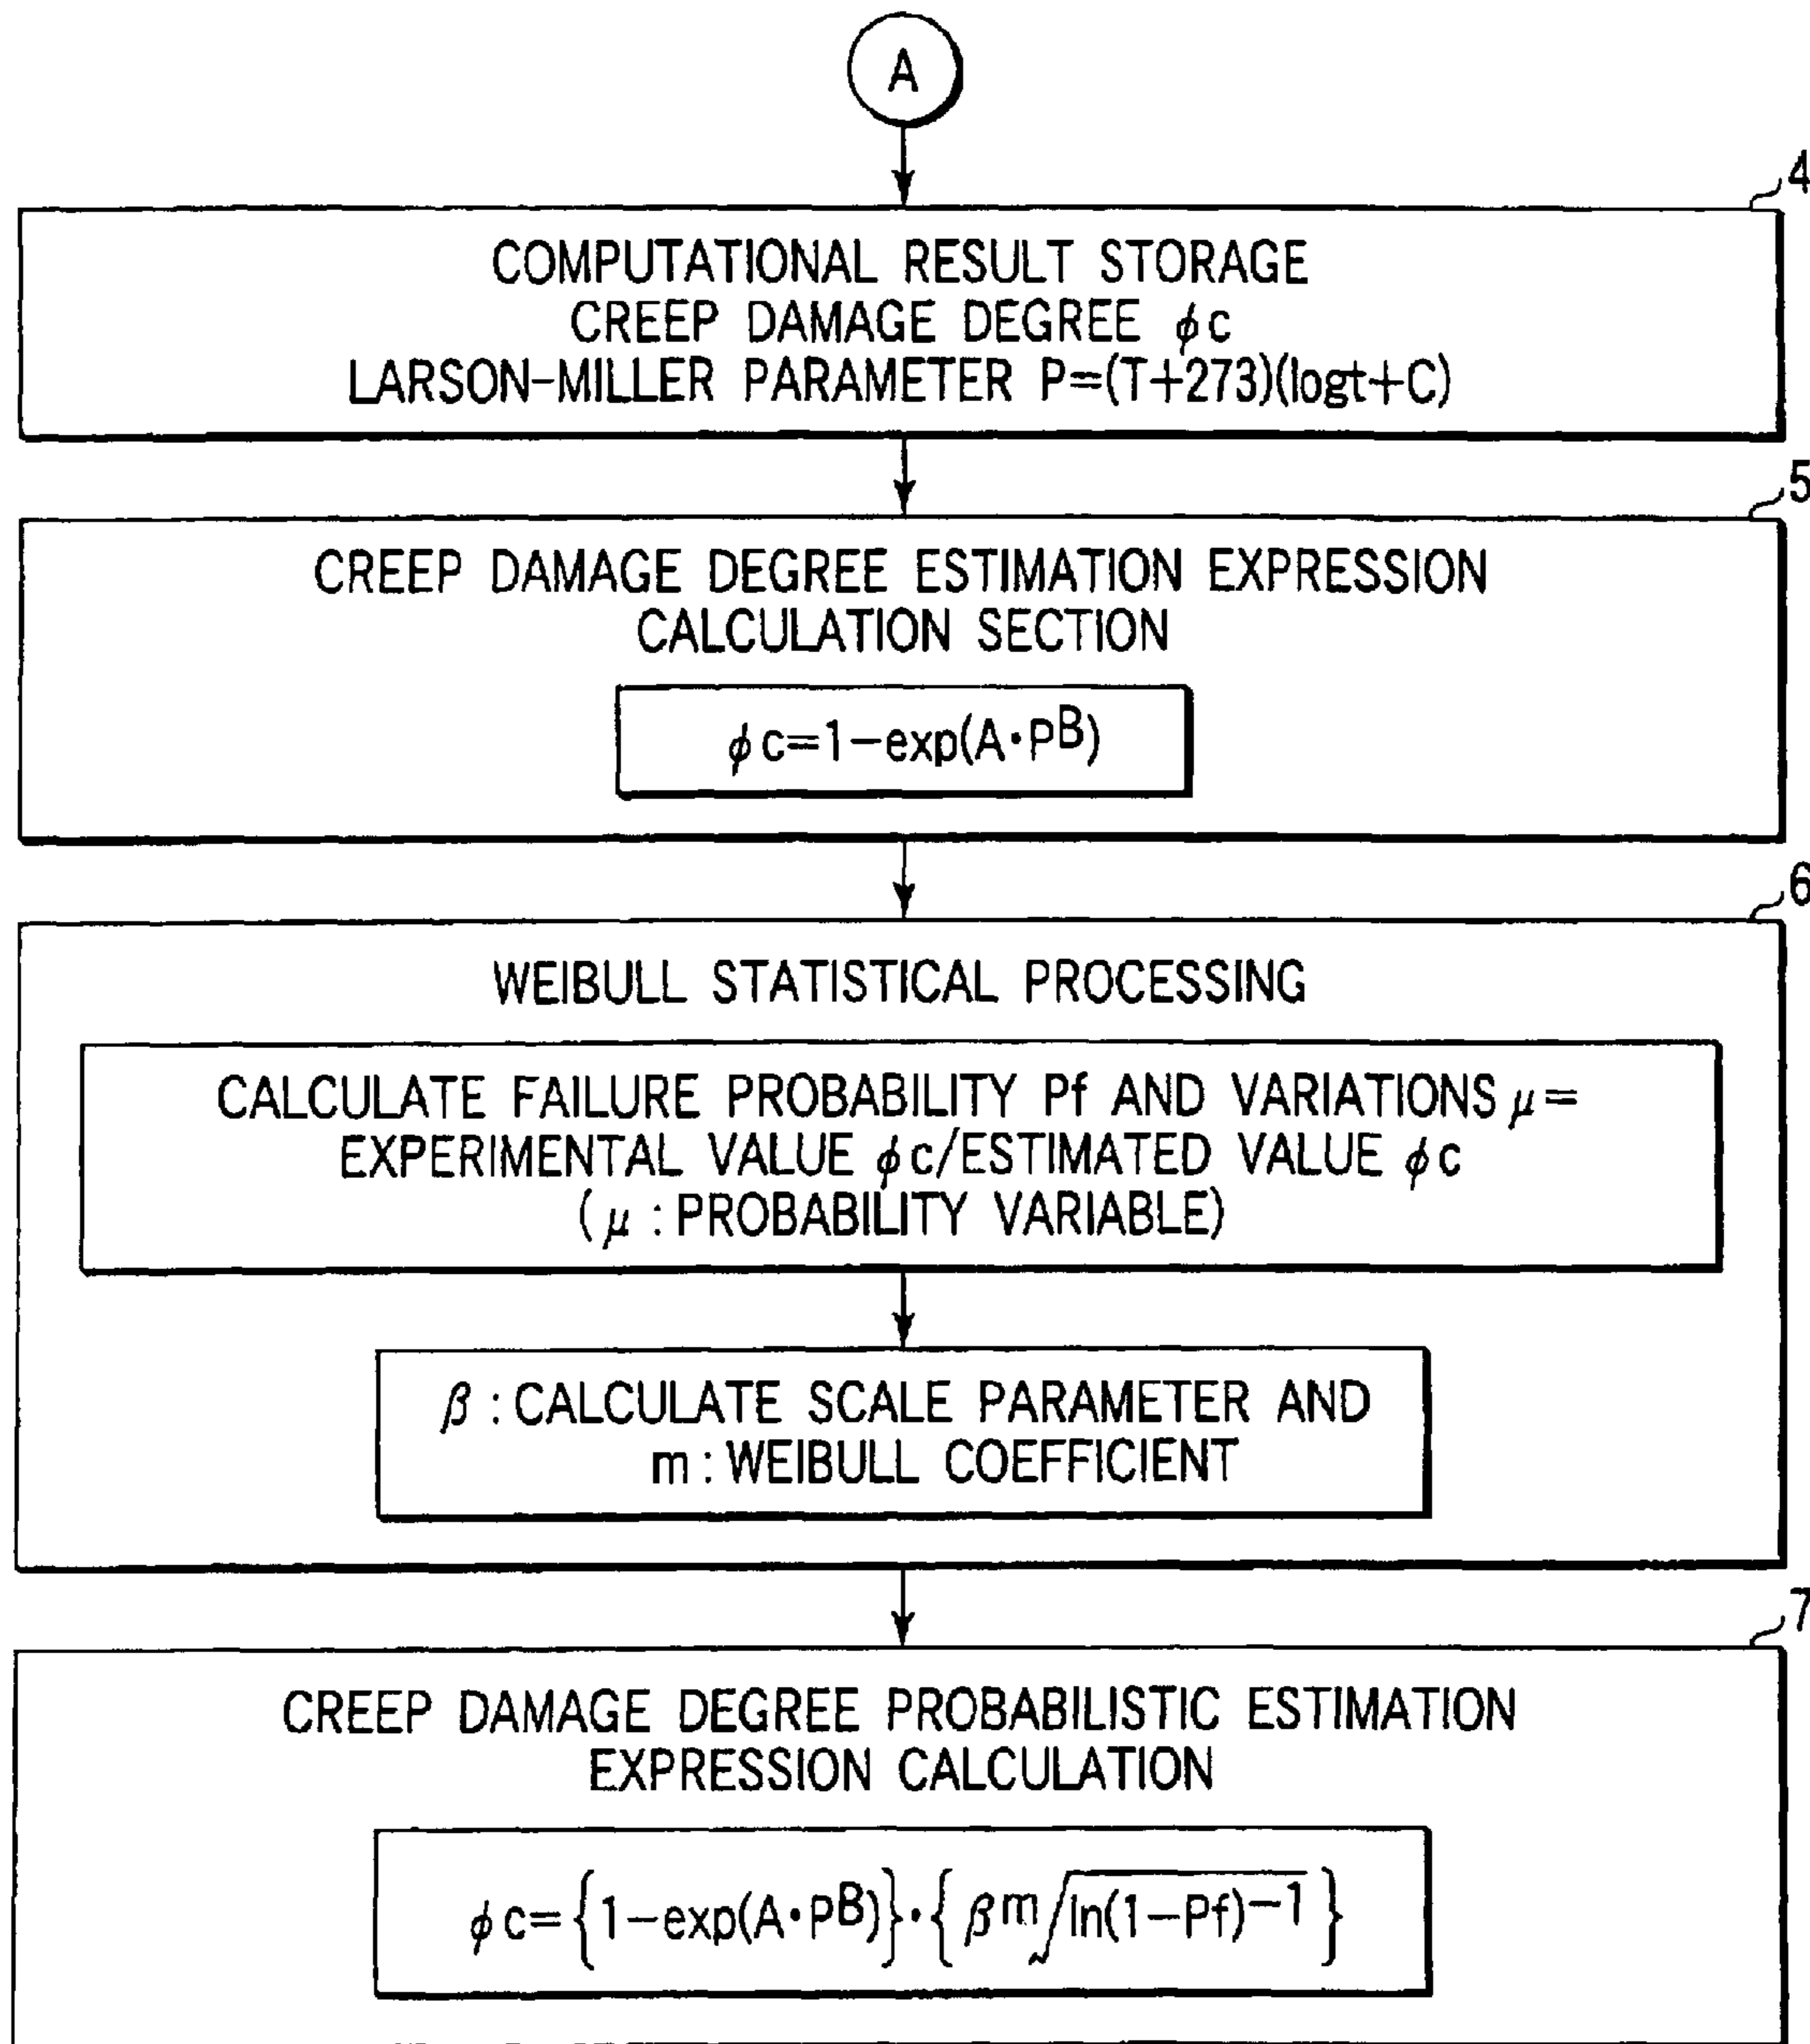 A
4
COMPUTATIONAL RESULT STORAGE
CREEP DAMAGE DEGREE ϕc
LARSON-MILLER PARAMETER P=(T+273)(logt+C)
5
CREEP DAMAGE DEGREE ESTIMATION EXPRESSION
CALCULATION SECTION
ϕc=1-exp(A·P^B)
6
WEIBULL STATISTICAL PROCESSING
CALCULATE FAILURE PROBABILITY Pf AND VARIATIONS μ=
EXPERIMENTAL VALUE ϕc/ESTIMATED VALUE ϕc
(μ:PROBABILITY VARIABLE)
β:CALCULATE SCALE PARAMETER AND
m:WEIBULL COEFFICIENT
7
CREEP DAMAGE DEGREE PROBABILISTIC ESTIMATION
EXPRESSION CALCULATION
ϕc={1-exp(A·P^B)}·{β ^m√ln(1-Pf)^-1}